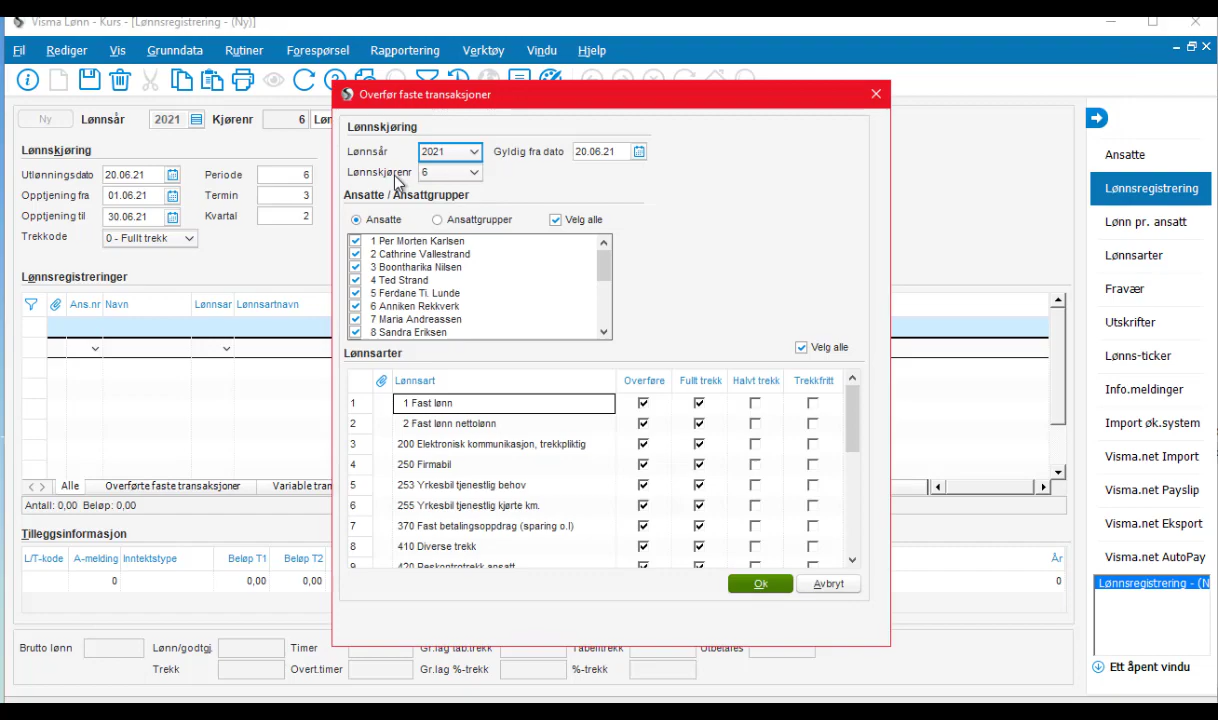 Visma Lønn - Kurs - [Lønnsregistrering - (Ny)]
Fil Rediger Vis Grunndata Rutiner Forespørsel Rapportering Verktøy Vindu Hjelp
Overfør faste transaksjoner
Ny Lønnsår 2021 Kjørenr 6
Lønnskjøring
Utlønningsdato 20.06.21 Periode 6
Opptjening fra 01.06.21 Termin 3
Opptjening til 30.06.21 Kvartal 2
Trekkode 0 - Fullt trekk
Lønnsregistreringer
Ans.nr Navn Lønnsar Lønnsartnavn
Alle Overførte faste transaksjoner Variable tran
Antall: 0,00 Beløp: 0,00
Tilleggsinformasjon
L/T-kode A-melding Inntektstype Beløp T1 Beløp T2 År
0 0,00 0,00 0
Brutto lønn Lønn/godtgj. Timer Gr.lag tab.trekk Tabelltrekk Utbetales
Trekk Overt.timer Gr.lag %-trekk %-trekk
Lønnskjøring
Lønnsår 2021 Gyldig fra dato 20.06.21
Lønnskjørenr 6
Ansatte / Ansattgrupper
Ansatte Ansattgrupper Velg alle
1 Per Morten Karlsen
2 Cathrine Vallestrand
3 Boontharika Nilsen
4 Ted Strand
5 Ferdane Ti. Lunde
6 Anniken Rekkverk
7 Maria Andreassen
8 Sandra Eriksen
Lønnsarter Velg alle
Lønnsart Overføre Fullt trekk Halvt trekk Trekkfritt
1 1 Fast lønn
2 2 Fast lønn nettolønn
3 200 Elektronisk kommunikasjon, trekkpliktig
4 250 Firmabil
5 253 Yrkesbil tjenestlig behov
6 255 Yrkesbil tjenestlig kjørte km.
7 370 Fast betalingsoppdrag (sparing o.l)
8 410 Diverse trekk
9 420 Reskontrotrekk ansatt
Ok Avbryt
Ansatte
Lønnsregistrering
Lønn pr. ansatt
Lønnsarter
Fravær
Utskrifter
Lønns-ticker
Info.meldinger
Import øk.system
Visma.net Import
Visma.net Payslip
Visma.net Eksport
Visma.net AutoPay
Lønnsregistrering - (N
Ett åpent vindu